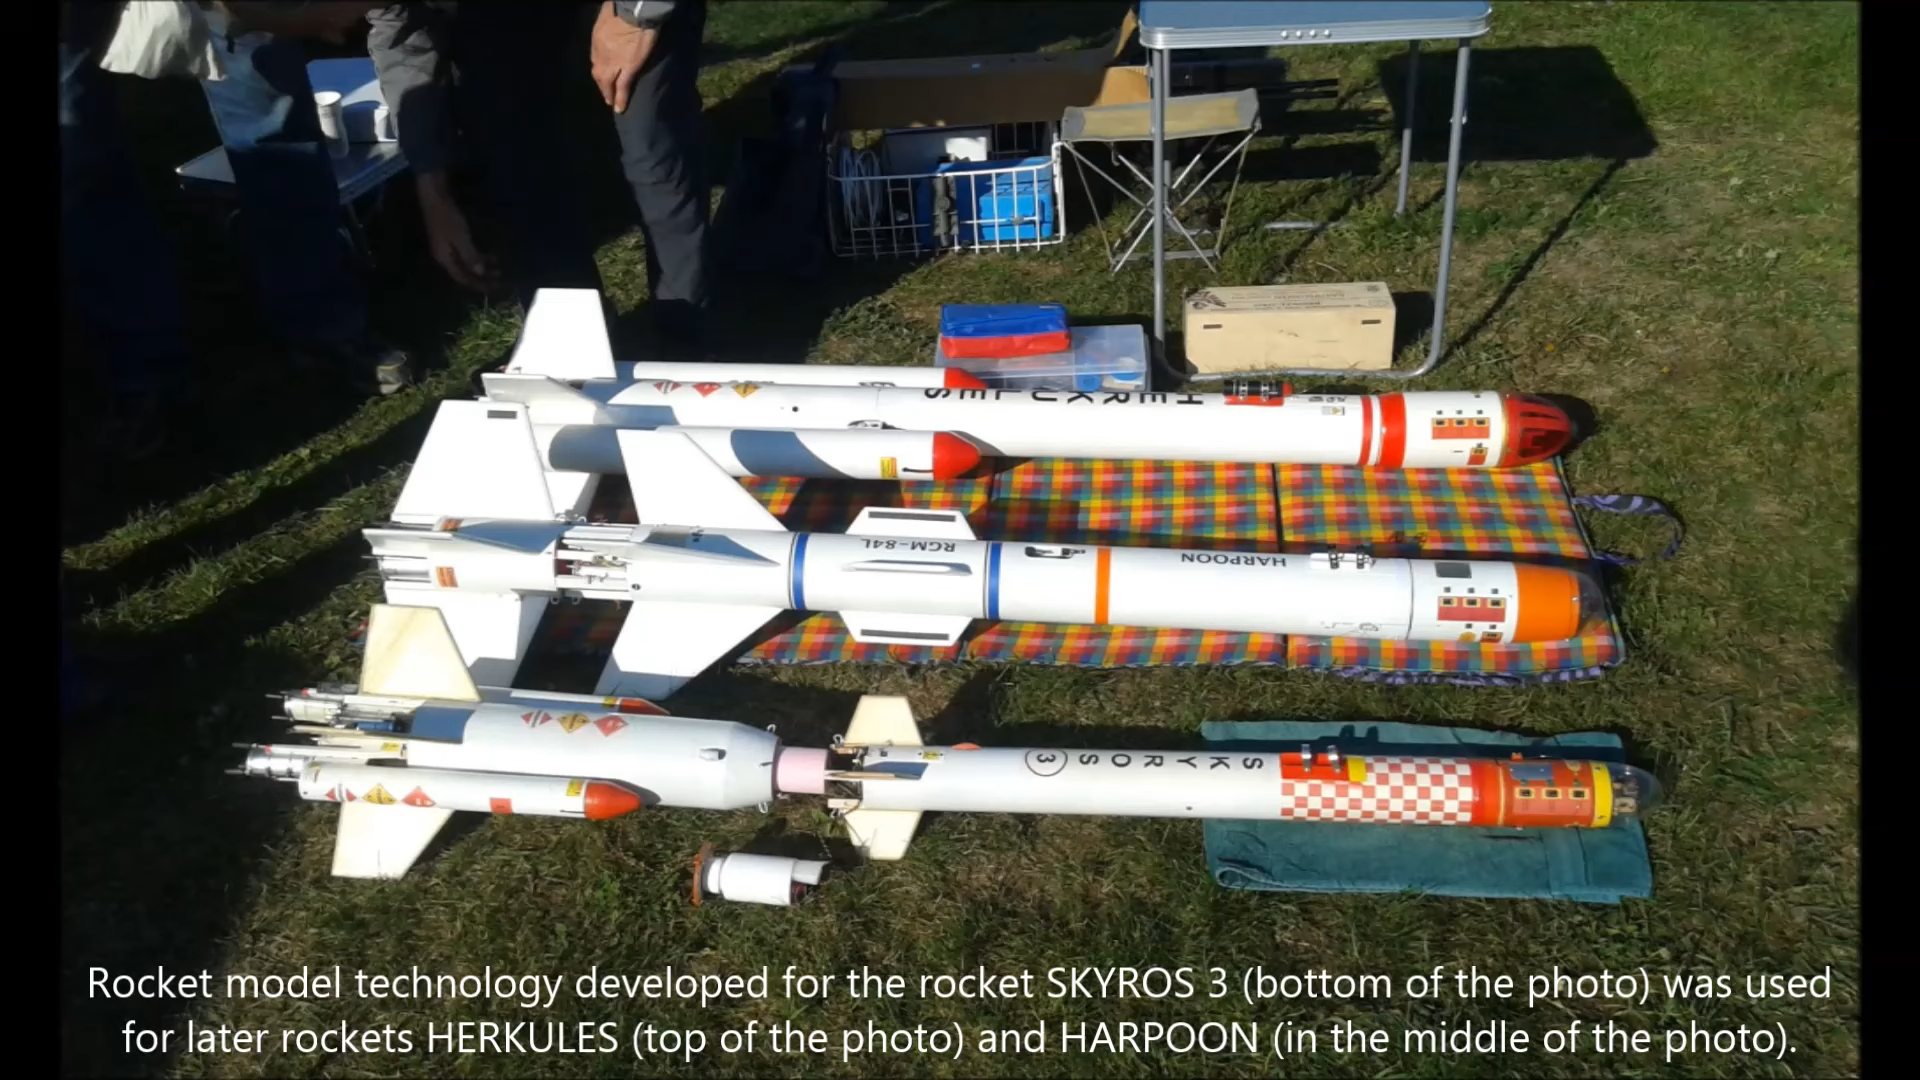 HERKULES
RGM-84L
HARPOON
SKYROS 3
Rocket model technology developed for the rocket SKYROS 3 (bottom of the photo) was used
for later rockets HERKULES (top of the photo) and HARPOON (in the middle of the photo).